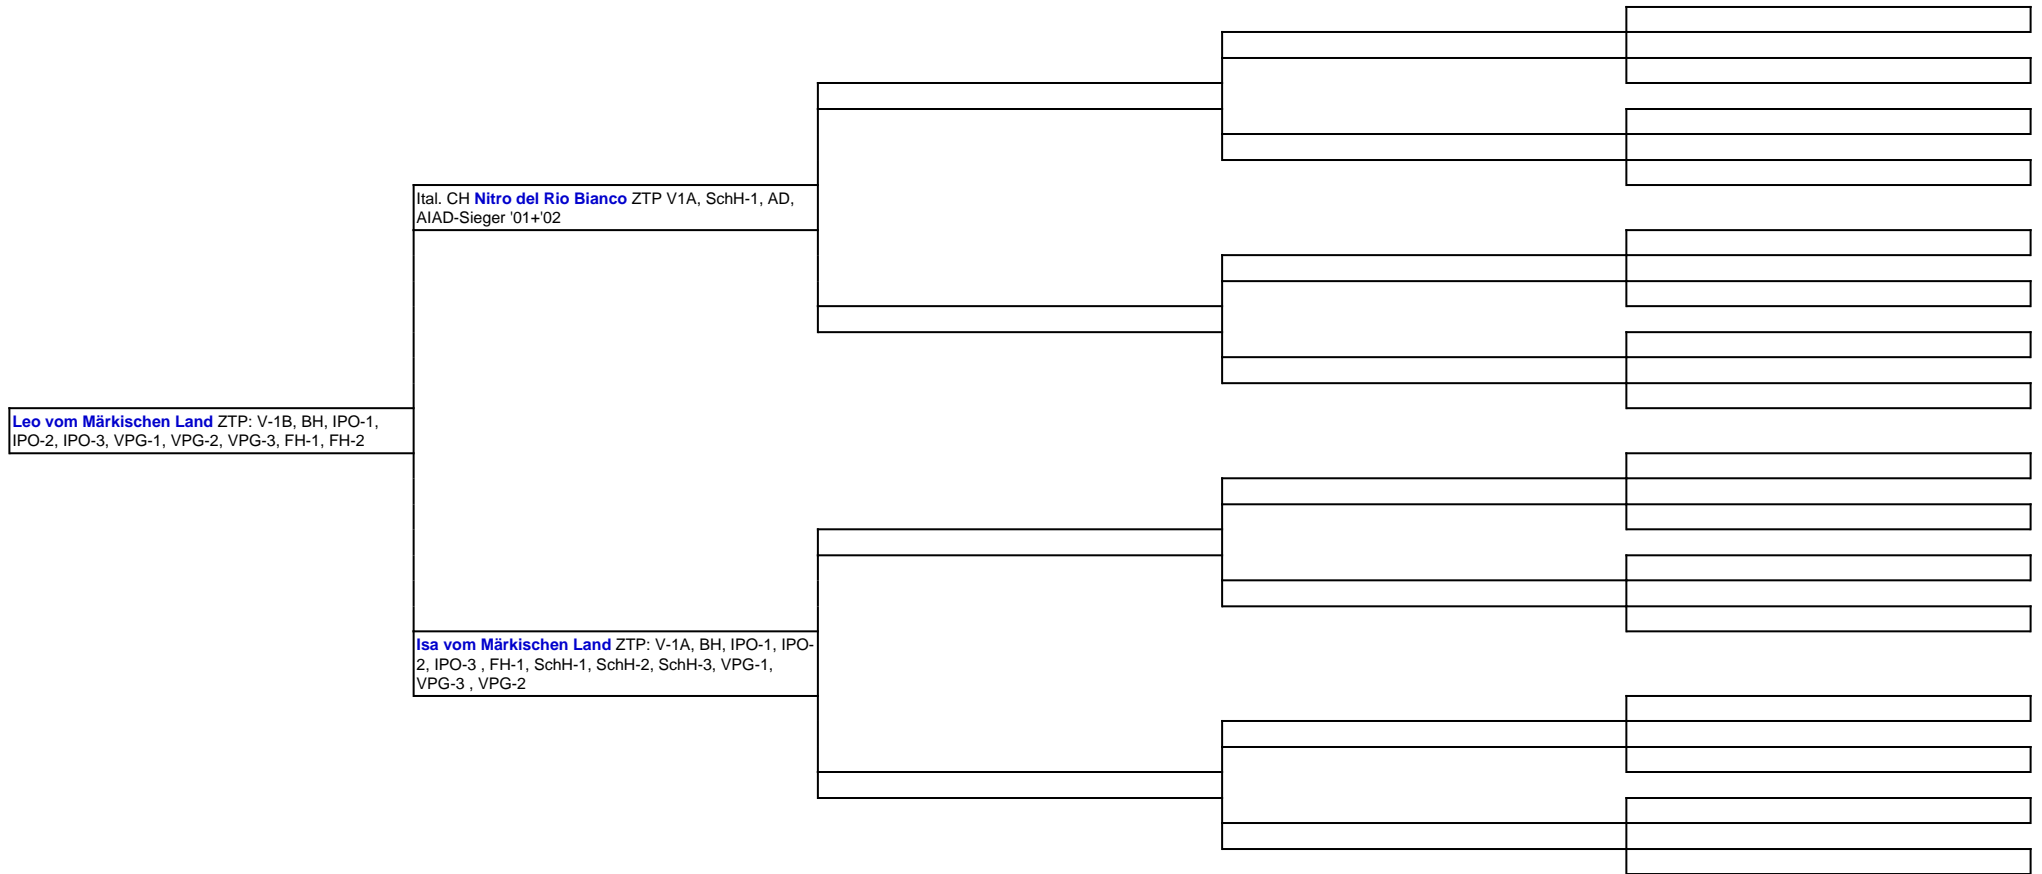 Ital. CH Nitro del Rio Bianco ZTP V1A, SchH-1, AD,
AIAD-Sieger '01+'02
Leo vom Märkischen Land ZTP: V-1B, BH, IPO-1,
IPO-2, IPO-3, VPG-1, VPG-2, VPG-3, FH-1, FH-2
Isa vom Märkischen Land ZTP: V-1A, BH, IPO-1, IPO-
2, IPO-3 , FH-1, SchH-1, SchH-2, SchH-3, VPG-1,
VPG-3 , VPG-2